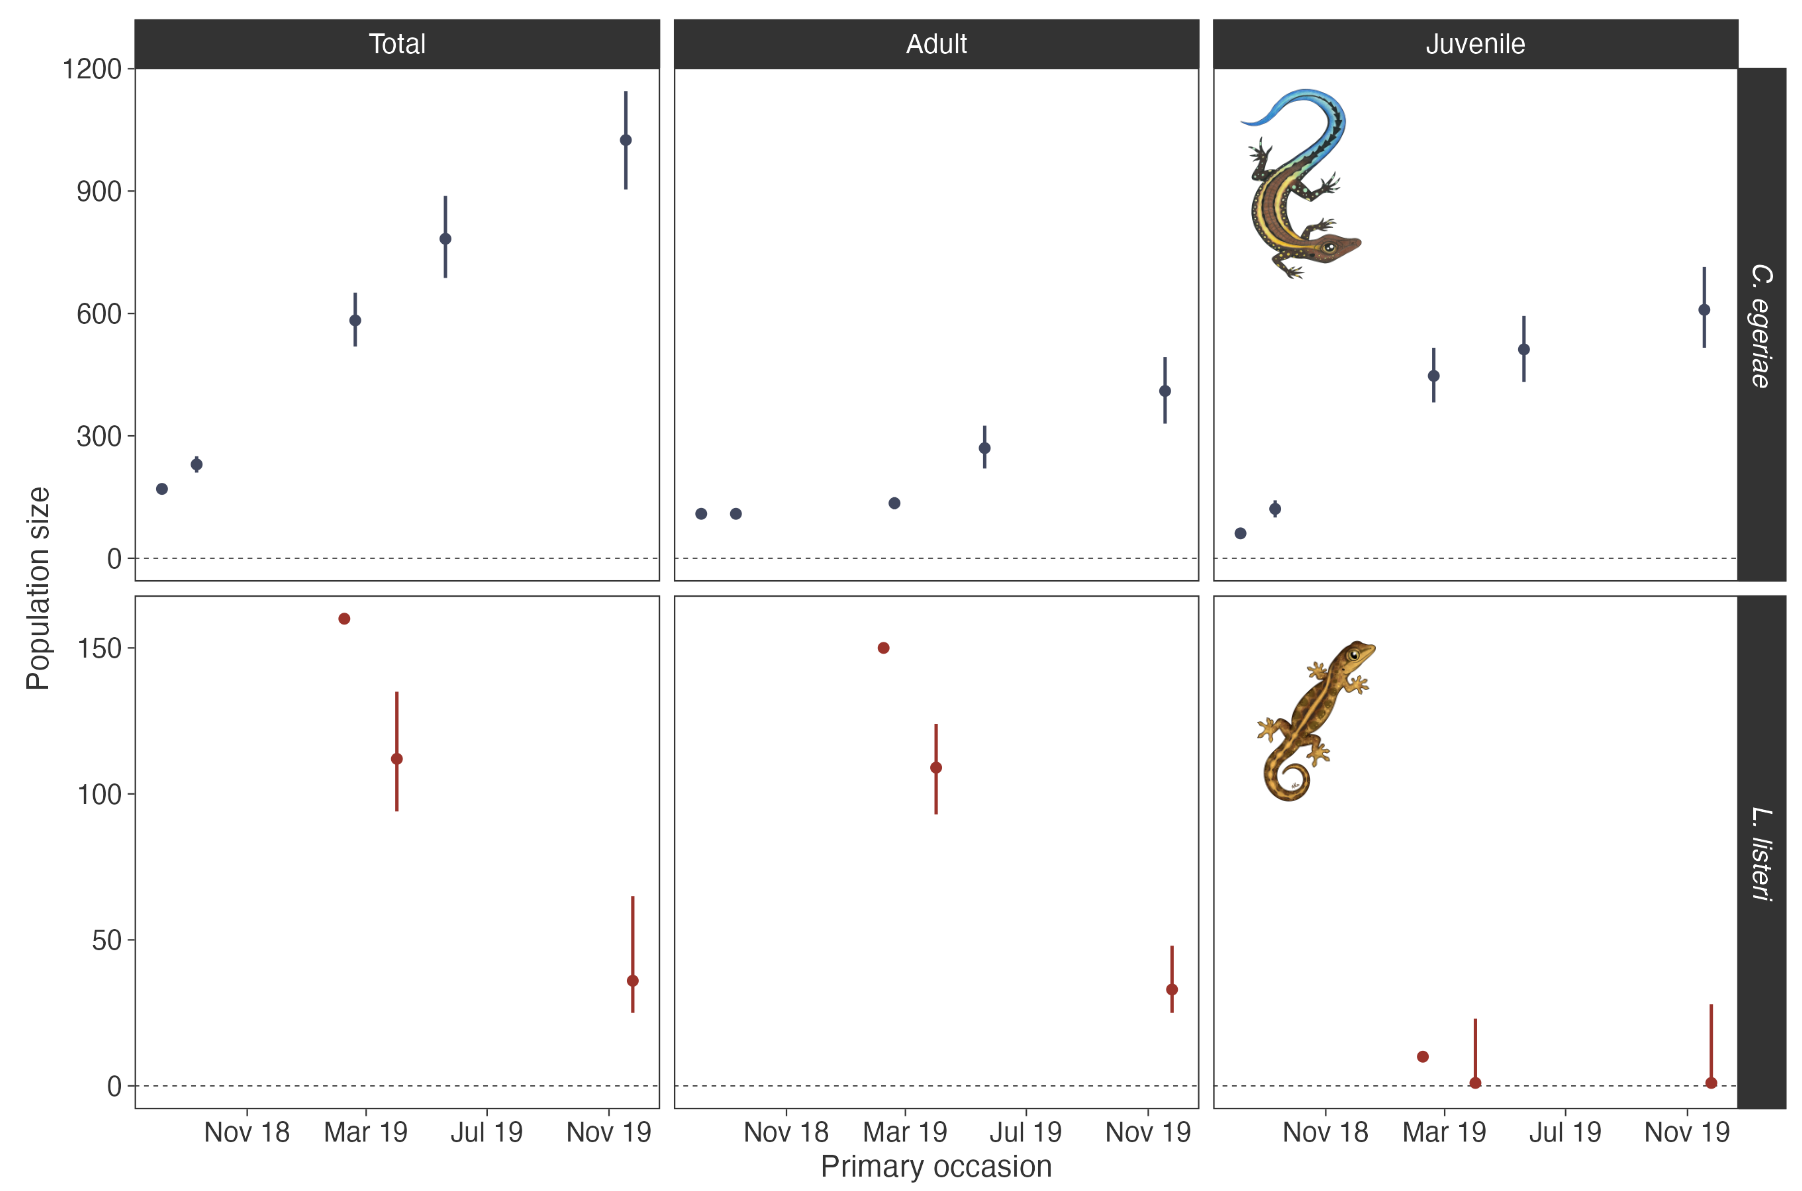 Total
Adult
Juvenile
1200
900
600
300
0
C. egeriae
Population size
150
100
50
0
L. listeri
Nov 18 Mar 19 Jul 19 Nov 19
Nov 18 Mar 19 Jul 19 Nov 19
Nov 18 Mar 19 Jul 19 Nov 19
Primary occasion